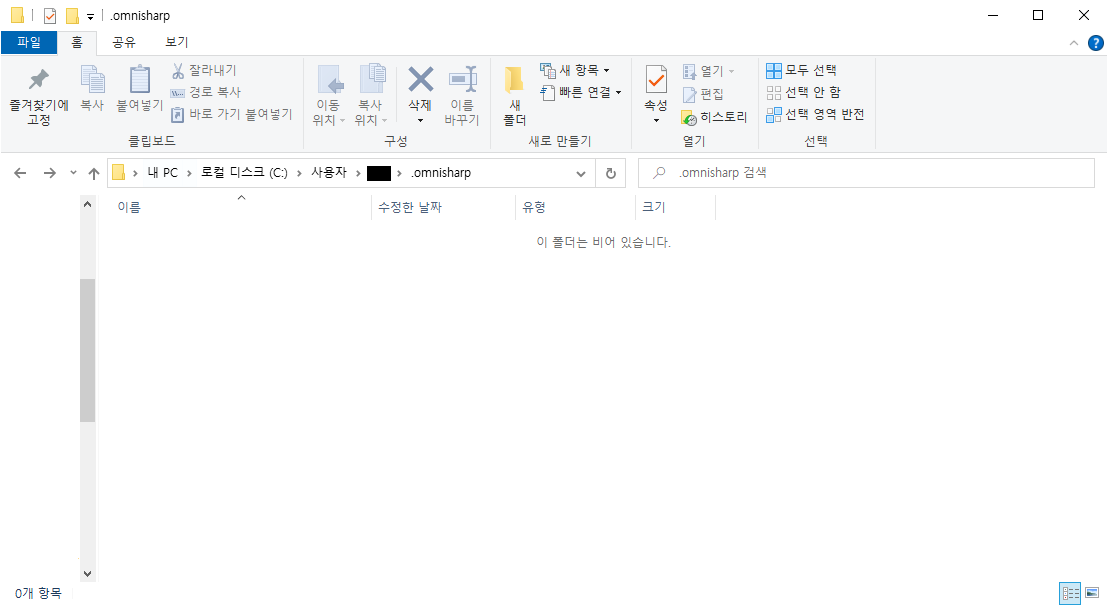 .omnisharp
파일 홈 공유 보기
즐겨찾기에 고정
복사
붙여넣기
잘라내기
경로 복사
바로 가기 붙여넣기
클립보드
이동 위치
복사 위치
삭제
이름 바꾸기
구성
새 폴더
새 항목
빠른 연결
새로 만들기
속성
열기
편집
히스토리
열기
모두 선택
선택 안 함
선택 영역 반전
선택
내 PC › 로컬 디스크 (C:) › 사용자 › › .omnisharp
.omnisharp 검색
이름 수정한 날짜 유형 크기
이 폴더는 비어 있습니다.
0개 항목